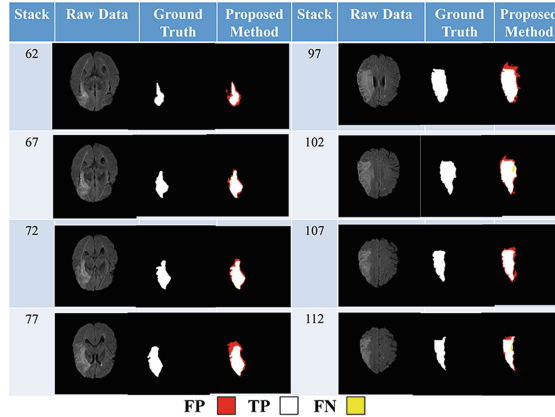 Stack Raw Data Ground Truth Proposed Method Stack Raw Data Ground Truth Proposed Method
62 97
67 102
72 107
77 112
FP TP FN